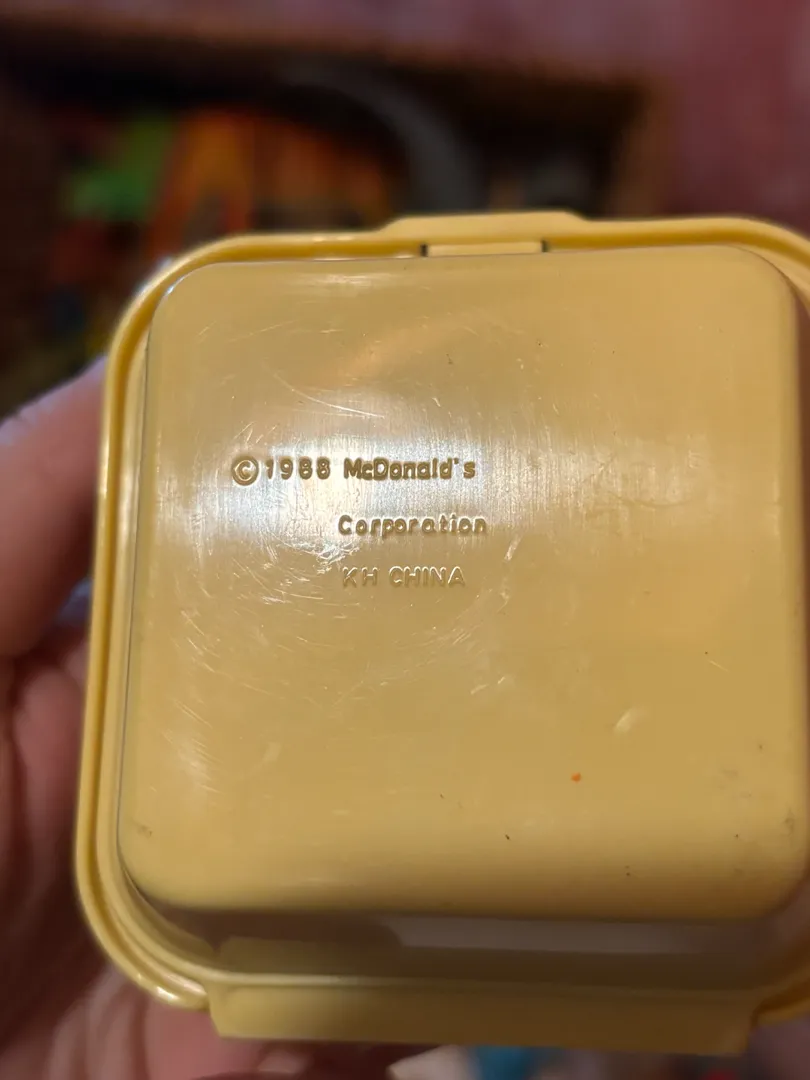 ©1988 McDonald's
Corporation
KH CHINA